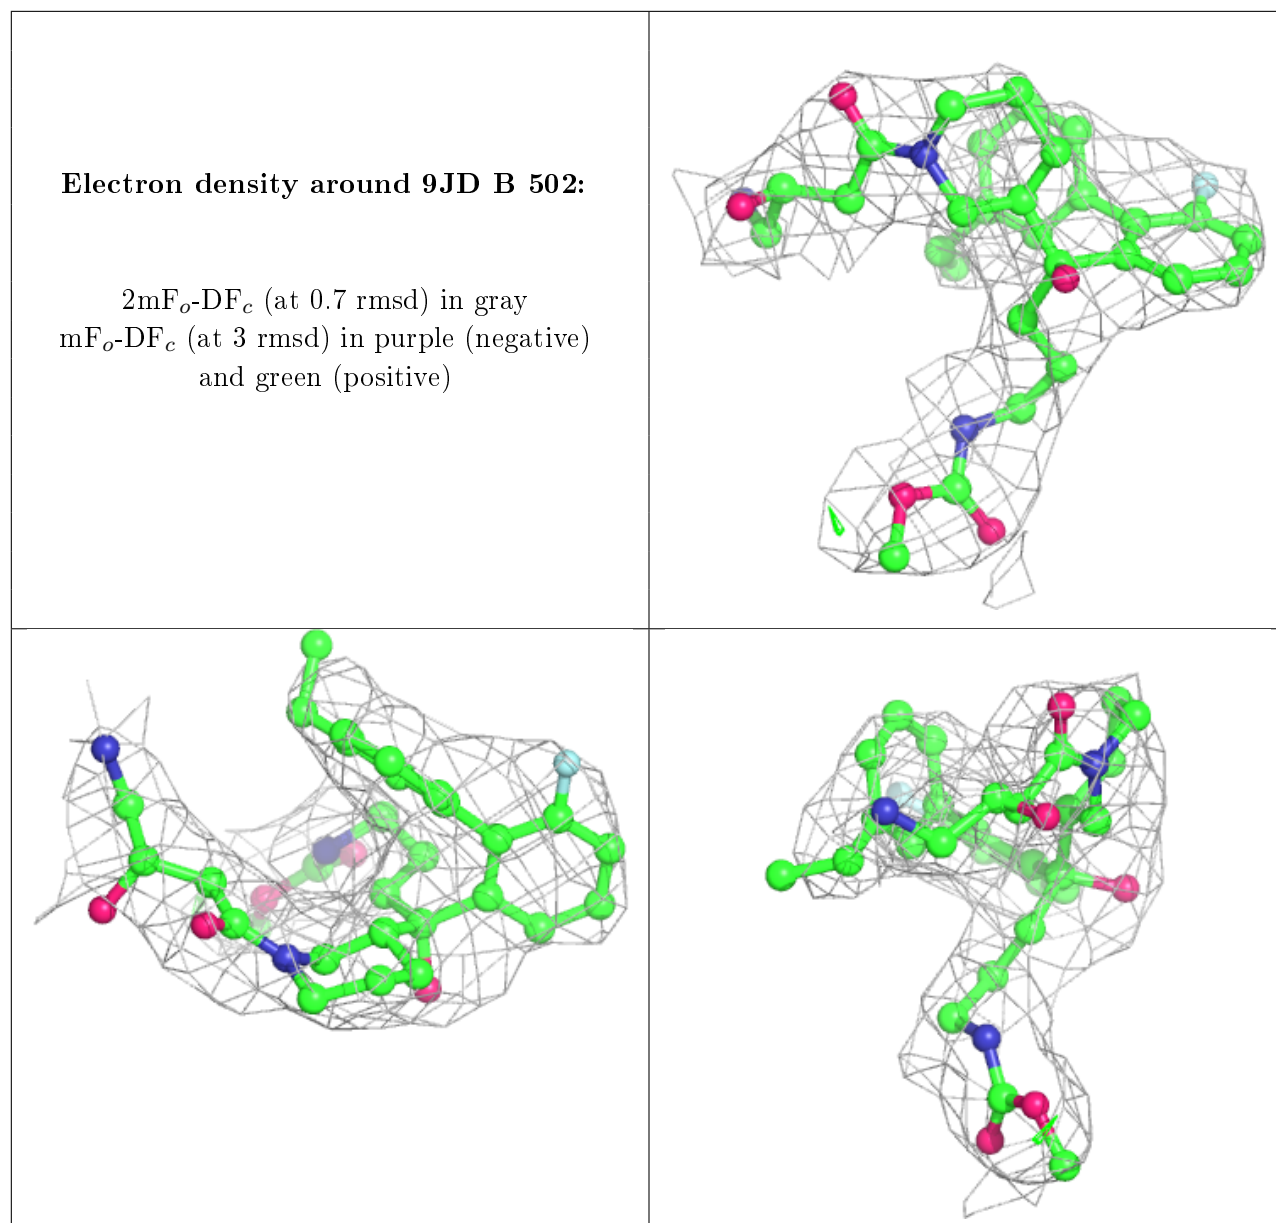 Electron density around 9JD B 502:
2mFo-DFc (at 0.7 rmsd) in gray
mFo-DFc (at 3 rmsd) in purple (negative)
and green (positive)